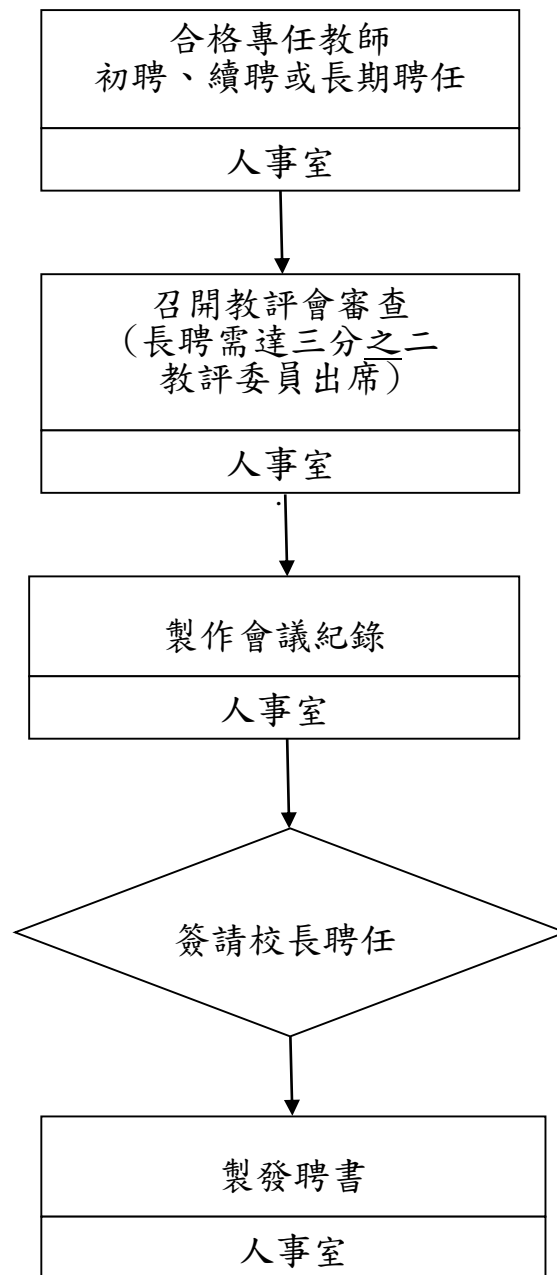 合格專任教師
初聘、續聘或長期聘任
人事室
召開教評會審查
（長聘需達三分之二
教評委員出席）
人事室
製作會議紀錄
人事室
簽請校長聘任
製發聘書
人事室